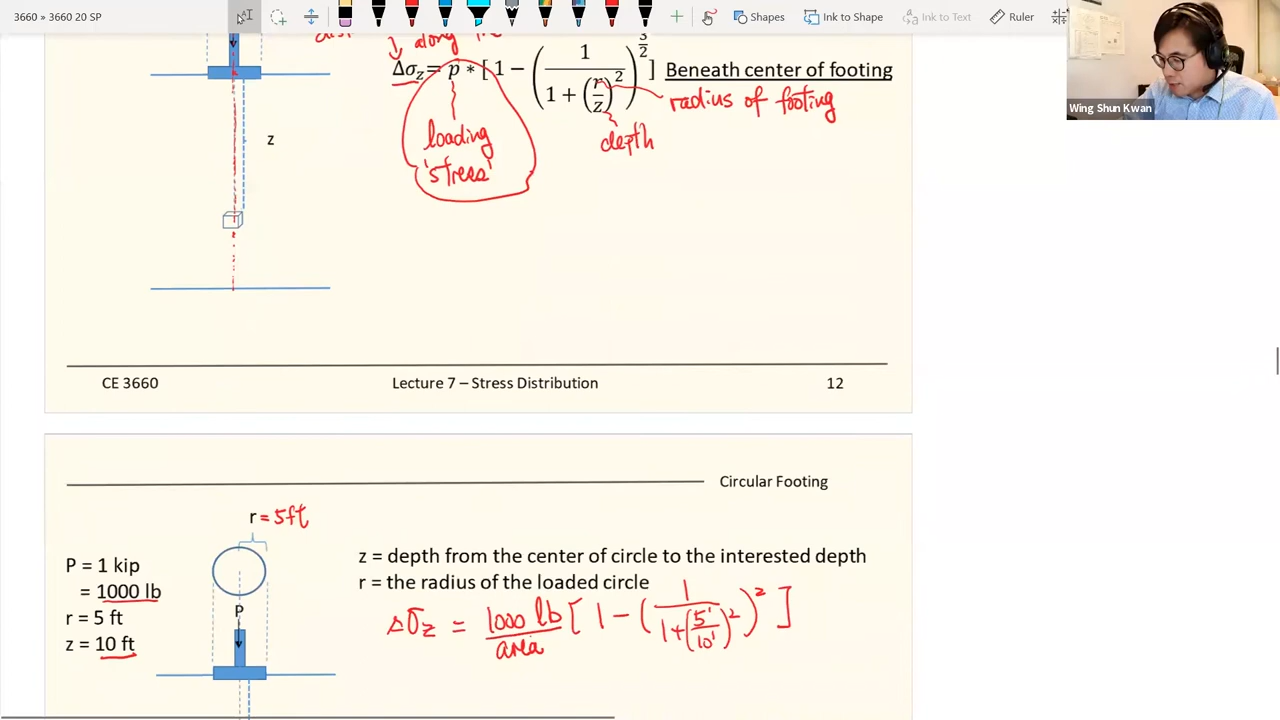 3660 » 3660 20 SP
Shapes
Ink to Shape
Ink to Text
Ruler
Wing Shun Kwan
along
Δσz = p ∗ [ 1 − ( 1 / ( 1 + (r/z)^2 ) )^(3/2) ] Beneath center of footing
radius of footing
depth
loading
'stress'
z
CE 3660
Lecture 7 – Stress Distribution
12
Circular Footing
r = 5ft
P = 1 kip
= 1000 lb
r = 5 ft
z = 10 ft
P
z = depth from the center of circle to the interested depth
r = the radius of the loaded circle
Δσz = 1000 lb / area [ 1 − ( 1 / ( 1 + (5'/10')^2 ) )^2 ]